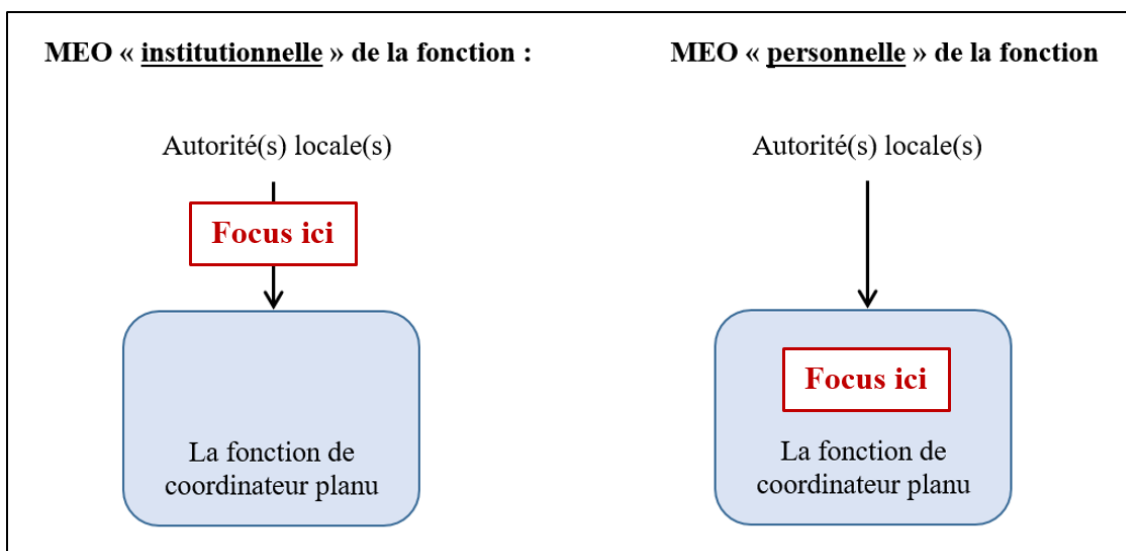 MEO « institutionnelle » de la fonction :
Autorité(s) locale(s)
Focus ici
La fonction de
coordinateur planu
MEO « personnelle » de la fonction
Autorité(s) locale(s)
Focus ici
La fonction de
coordinateur planu